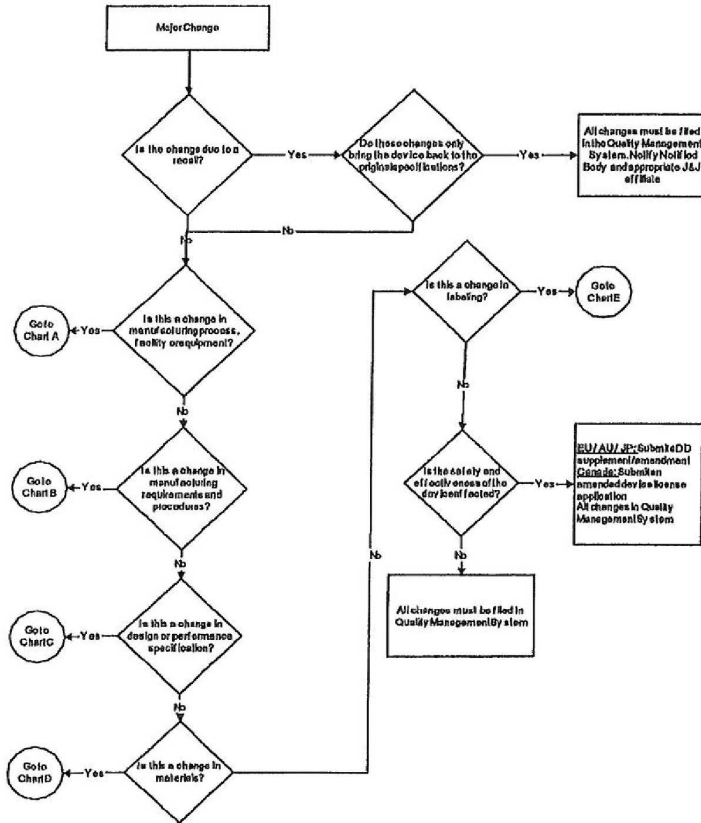 Major Change
Is the change due to a
recall?
Yes
Do these changes only
bring the device back to the
original specifications?
Yes
All changes must be filed
in the Quality Management
System. Notify Notified
Body and appropriate J&J
affiliate
No
No
Is this a change in
manufacturing process,
facility or equipment?
Yes
Go to
Chart A
No
Is this a change in
manufacturing
requirements and
procedures?
Yes
Go to
Chart B
No
Is this a change in
design or performance
specification?
Yes
Go to
Chart C
No
Is this a change in
materials?
Yes
Go to
Chart D
No
Is this a change in
labeling?
Yes
Go to
Chart E
No
Is the safety and
effectiveness of the
device affected?
Yes
EU/ AU/ JP: Submit DD
supplement/amendment
Canada: Submit an
amended device license
application
All changes in Quality
Management System
No
All changes must be filed in
Quality Management System